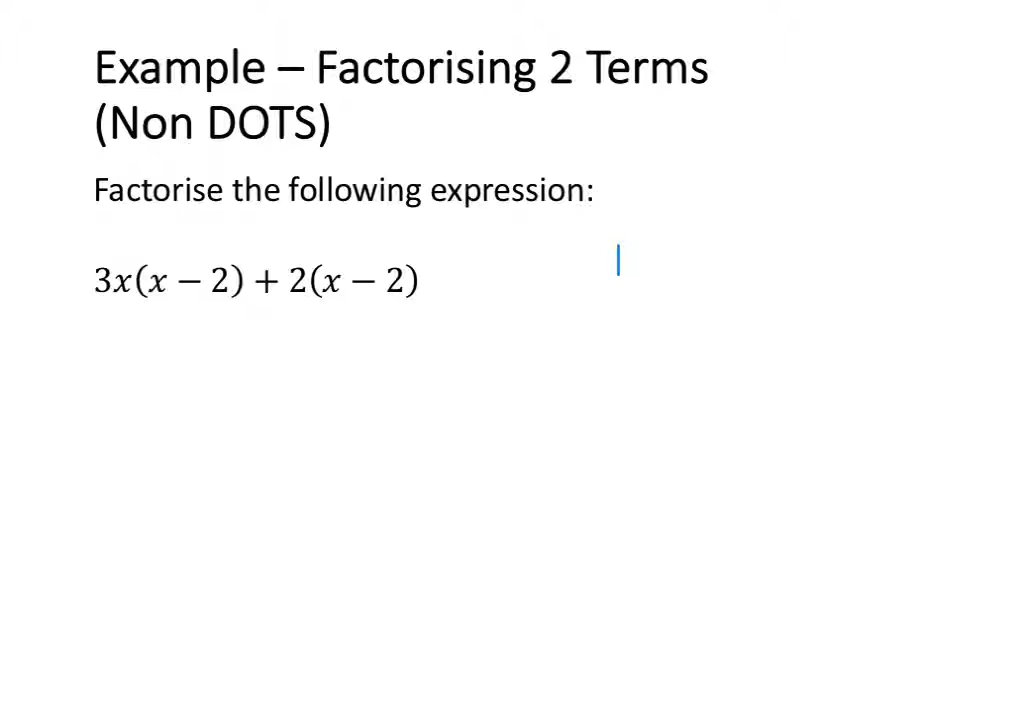 Example – Factorising 2 Terms
(Non DOTS)
Factorise the following expression:
3𝑥(𝑥 − 2) + 2(𝑥 − 2)